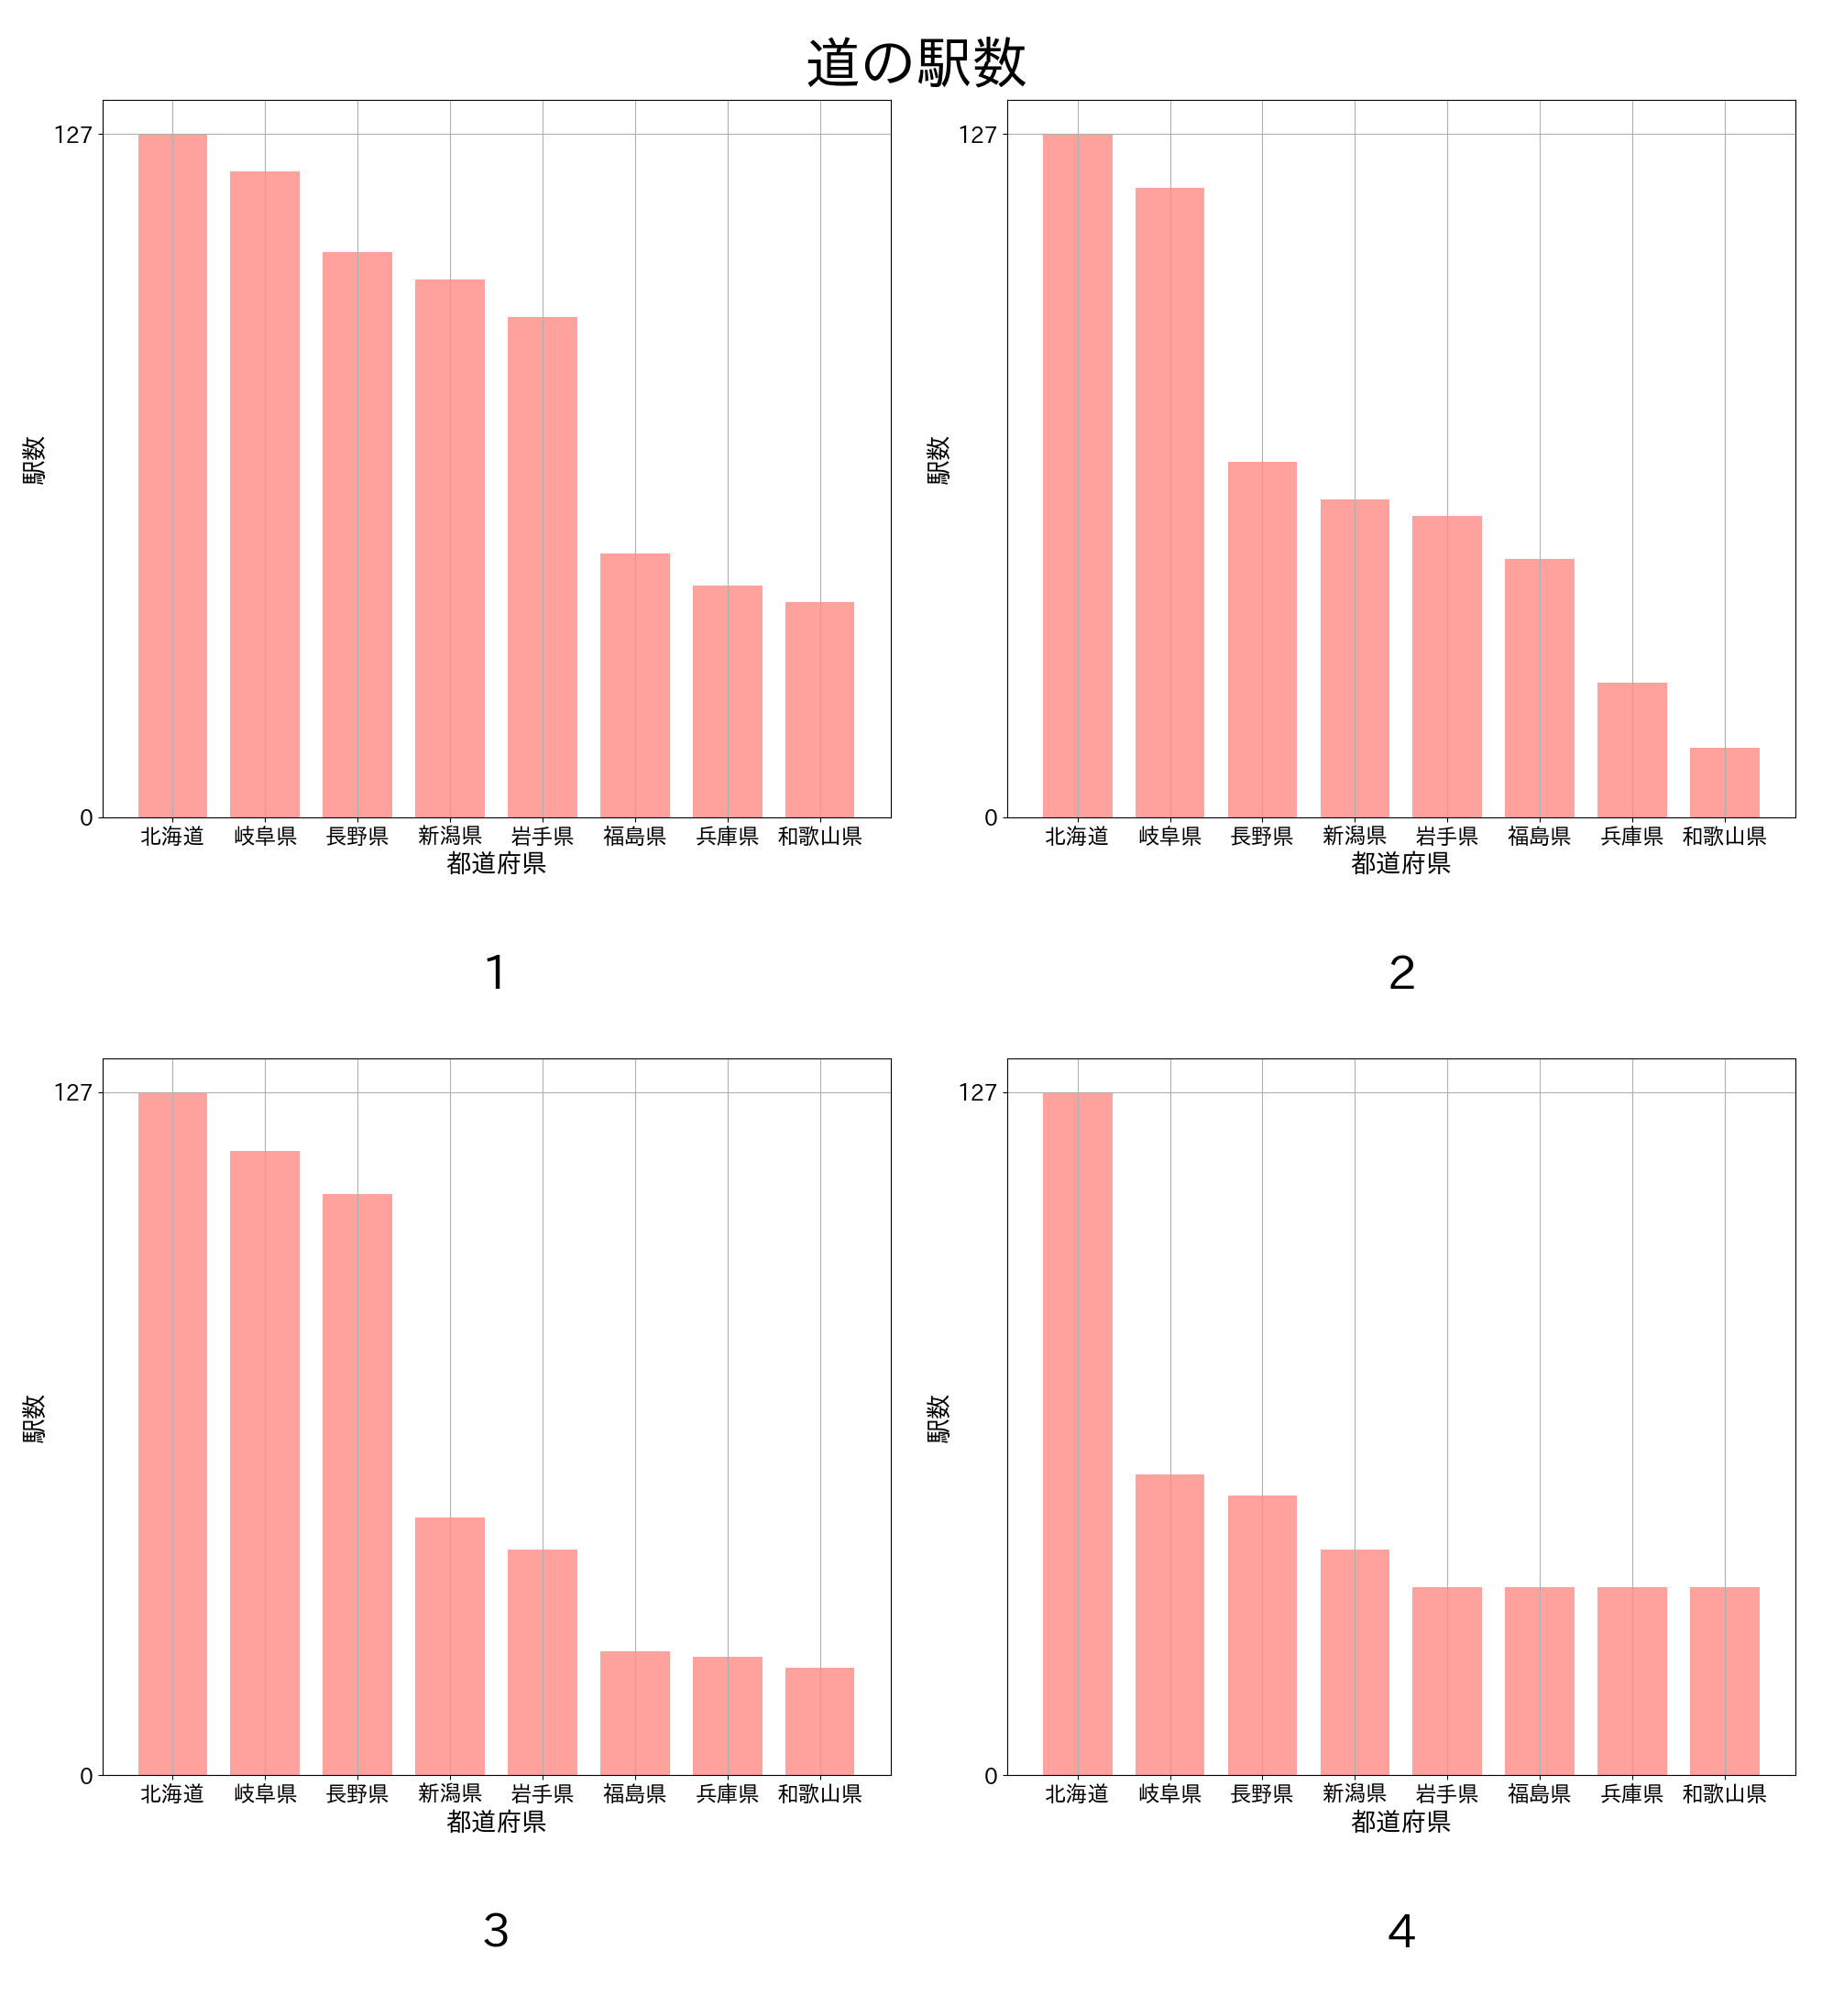 道の駅数
127
0
駅数
北海道 岐阜県 長野県 新潟県 岩手県 福島県 兵庫県 和歌山県
都道府県
1
127
0
駅数
北海道 岐阜県 長野県 新潟県 岩手県 福島県 兵庫県 和歌山県
都道府県
2
127
0
駅数
北海道 岐阜県 長野県 新潟県 岩手県 福島県 兵庫県 和歌山県
都道府県
3
127
0
駅数
北海道 岐阜県 長野県 新潟県 岩手県 福島県 兵庫県 和歌山県
都道府県
4